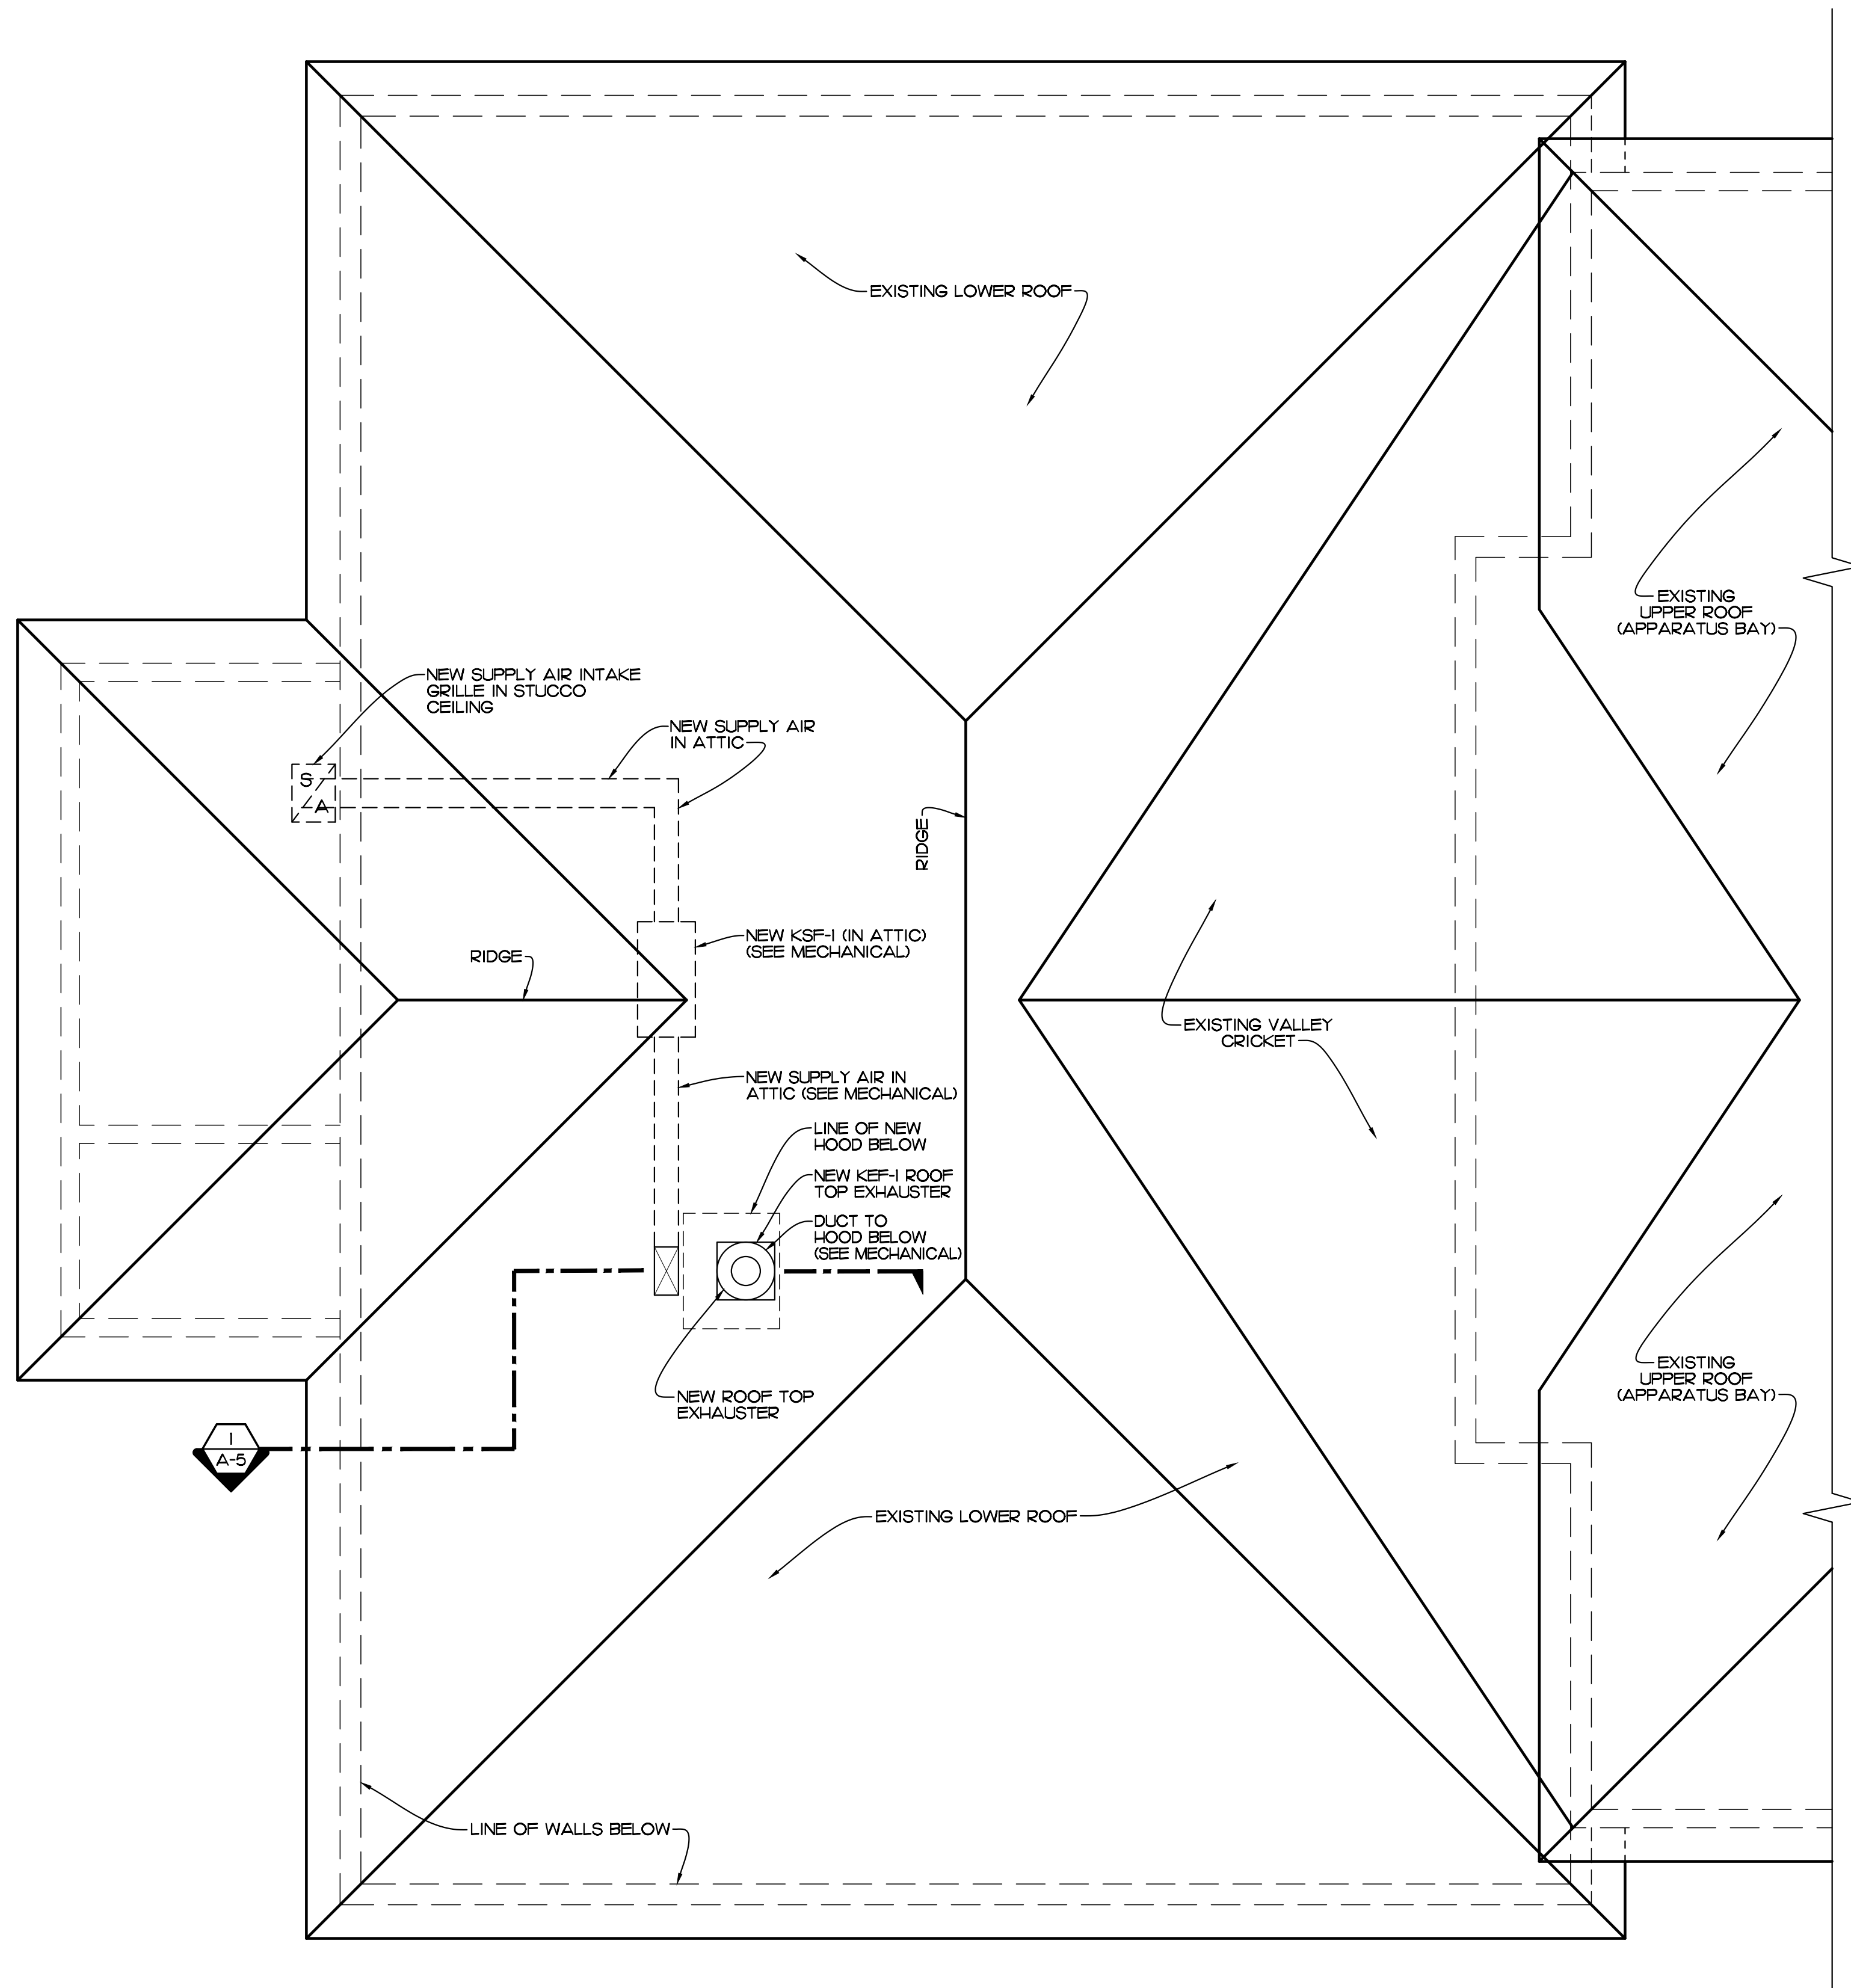 EXISTING LOWER ROOF
EXISTING
UPPER ROOF
(APPARATUS BAY)
NEW SUPPLY AIR INTAKE
GRILLE IN STUCCO
CEILING
NEW SUPPLY AIR
IN ATTIC
S
A
RIDGE
NEW KSF-1 (IN ATTIC)
(SEE MECHANICAL)
RIDGE
EXISTING VALLEY
CRICKET
NEW SUPPLY AIR IN
ATTIC (SEE MECHANICAL)
LINE OF NEW
HOOD BELOW
NEW KEF-1 ROOF
TOP EXHAUSTER
DUCT TO
HOOD BELOW
(SEE MECHANICAL)
EXISTING
UPPER ROOF
(APPARATUS BAY)
NEW ROOF TOP
EXHAUSTER
1
A-5
EXISTING LOWER ROOF
LINE OF WALLS BELOW